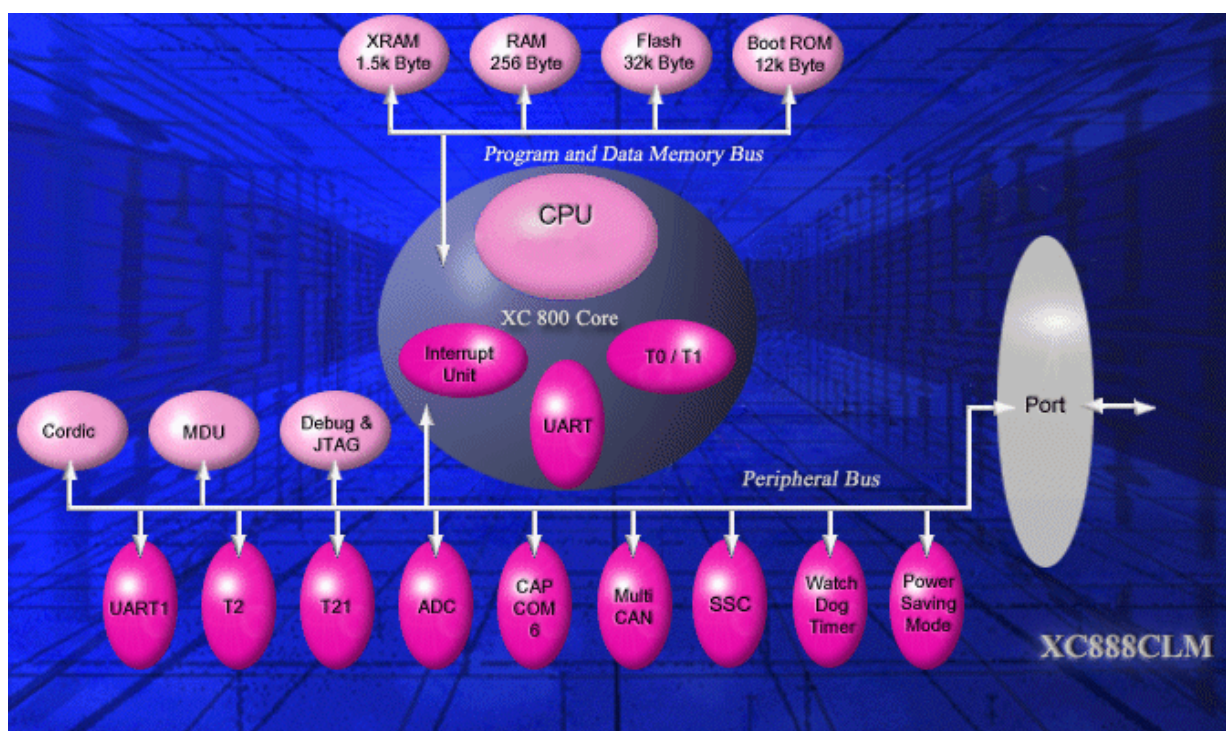 XRAM
1.5k Byte
RAM
256 Byte
Flash
32k Byte
Boot ROM
12k Byte
Program and Data Memory Bus
CPU
XC 800 Core
Interrupt
Unit
T0 / T1
UART
Port
Cordic
MDU
Debug &
JTAG
Peripheral Bus
UART1
T2
T21
ADC
CAP
COM
6
Multi
CAN
SSC
Watch
Dog
Timer
Power
Saving
Mode
XC888CLM